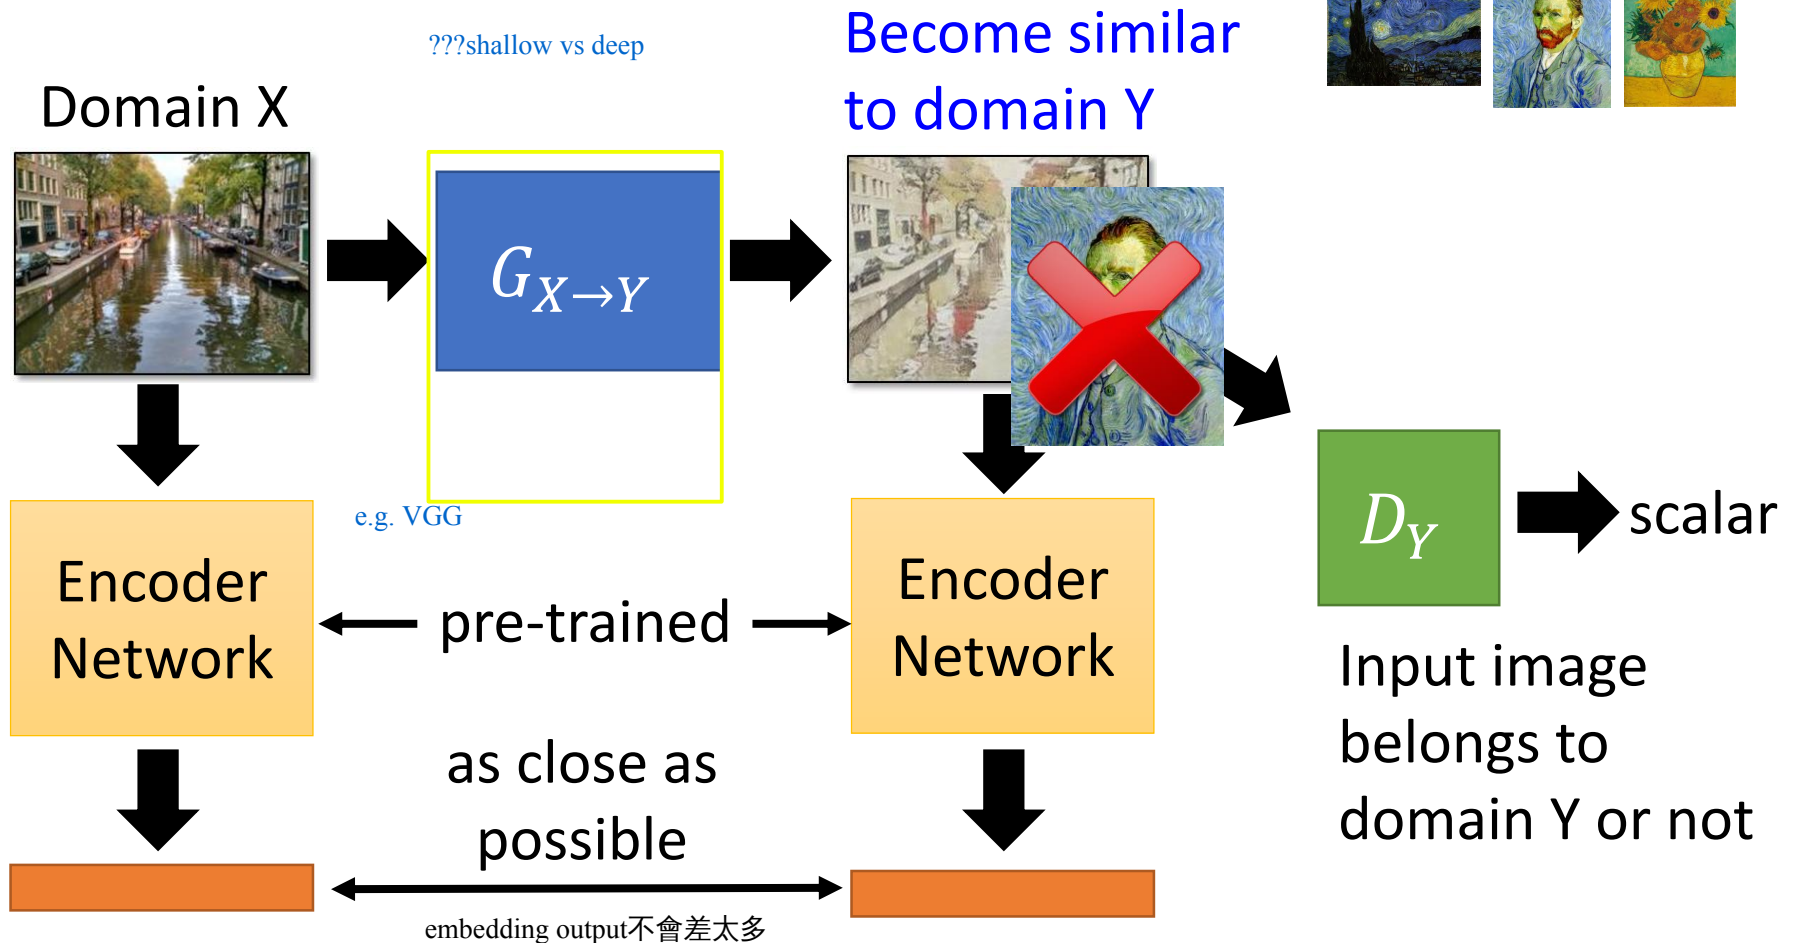 ???shallow vs deep
Become similar
to domain Y
Domain X
G_{X→Y}
e.g. VGG
Encoder
Network
pre-trained
Encoder
Network
D_Y
scalar
Input image
belongs to
domain Y or not
as close as
possible
embedding output不會差太多